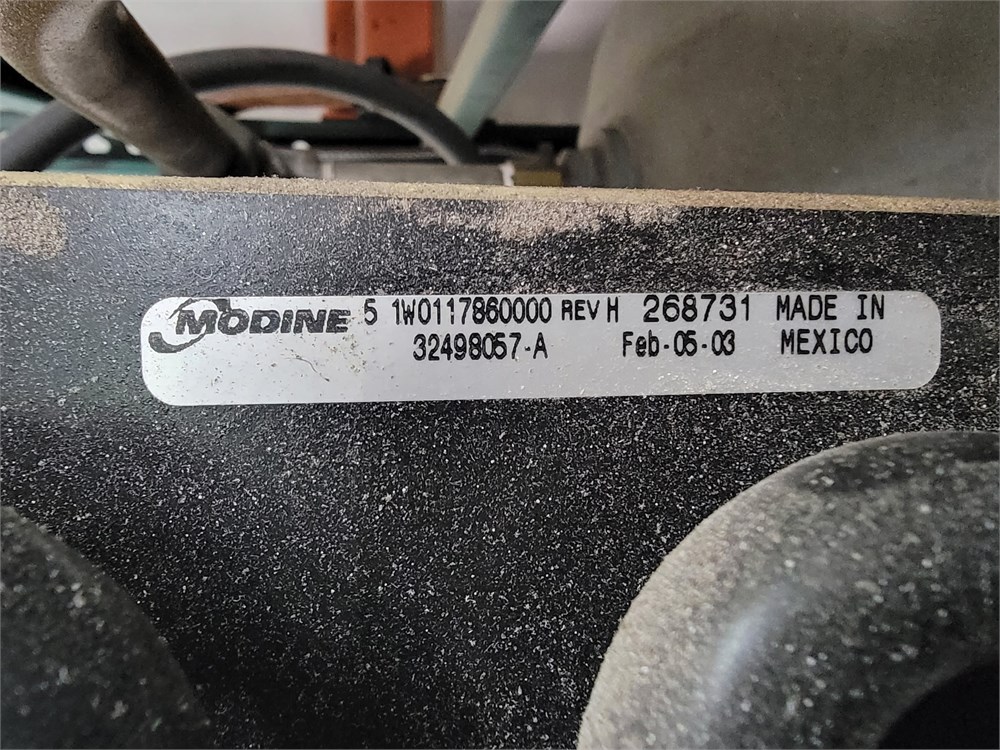 MODINE 5 1W0117860000 REV H 268731 MADE IN
32498057-A Feb-05-03 MEXICO